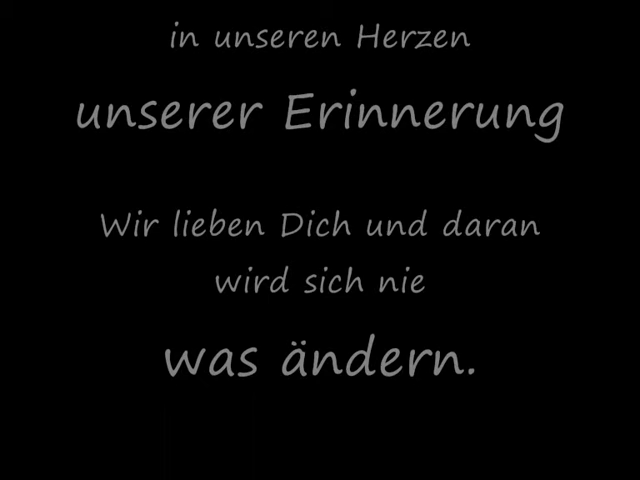 in unseren Herzen
unserer Erinnerung
Wir lieben Dich und daran
wird sich nie
was ändern.